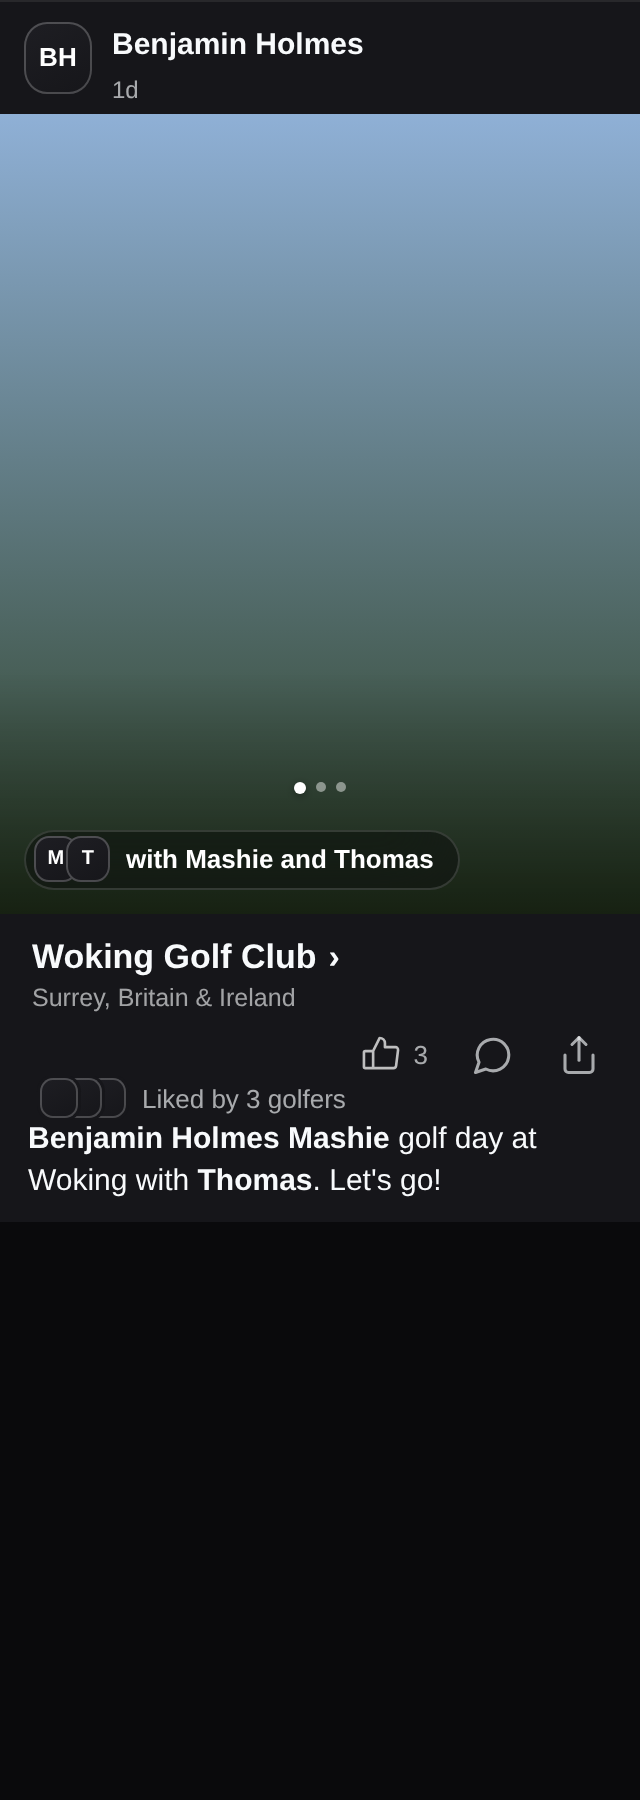 BH
Benjamin Holmes
1d
M T with Mashie and Thomas
Woking Golf Club ›
Surrey, Britain & Ireland
3
Liked by 3 golfers
Benjamin Holmes Mashie golf day at
Woking with Thomas. Let's go!